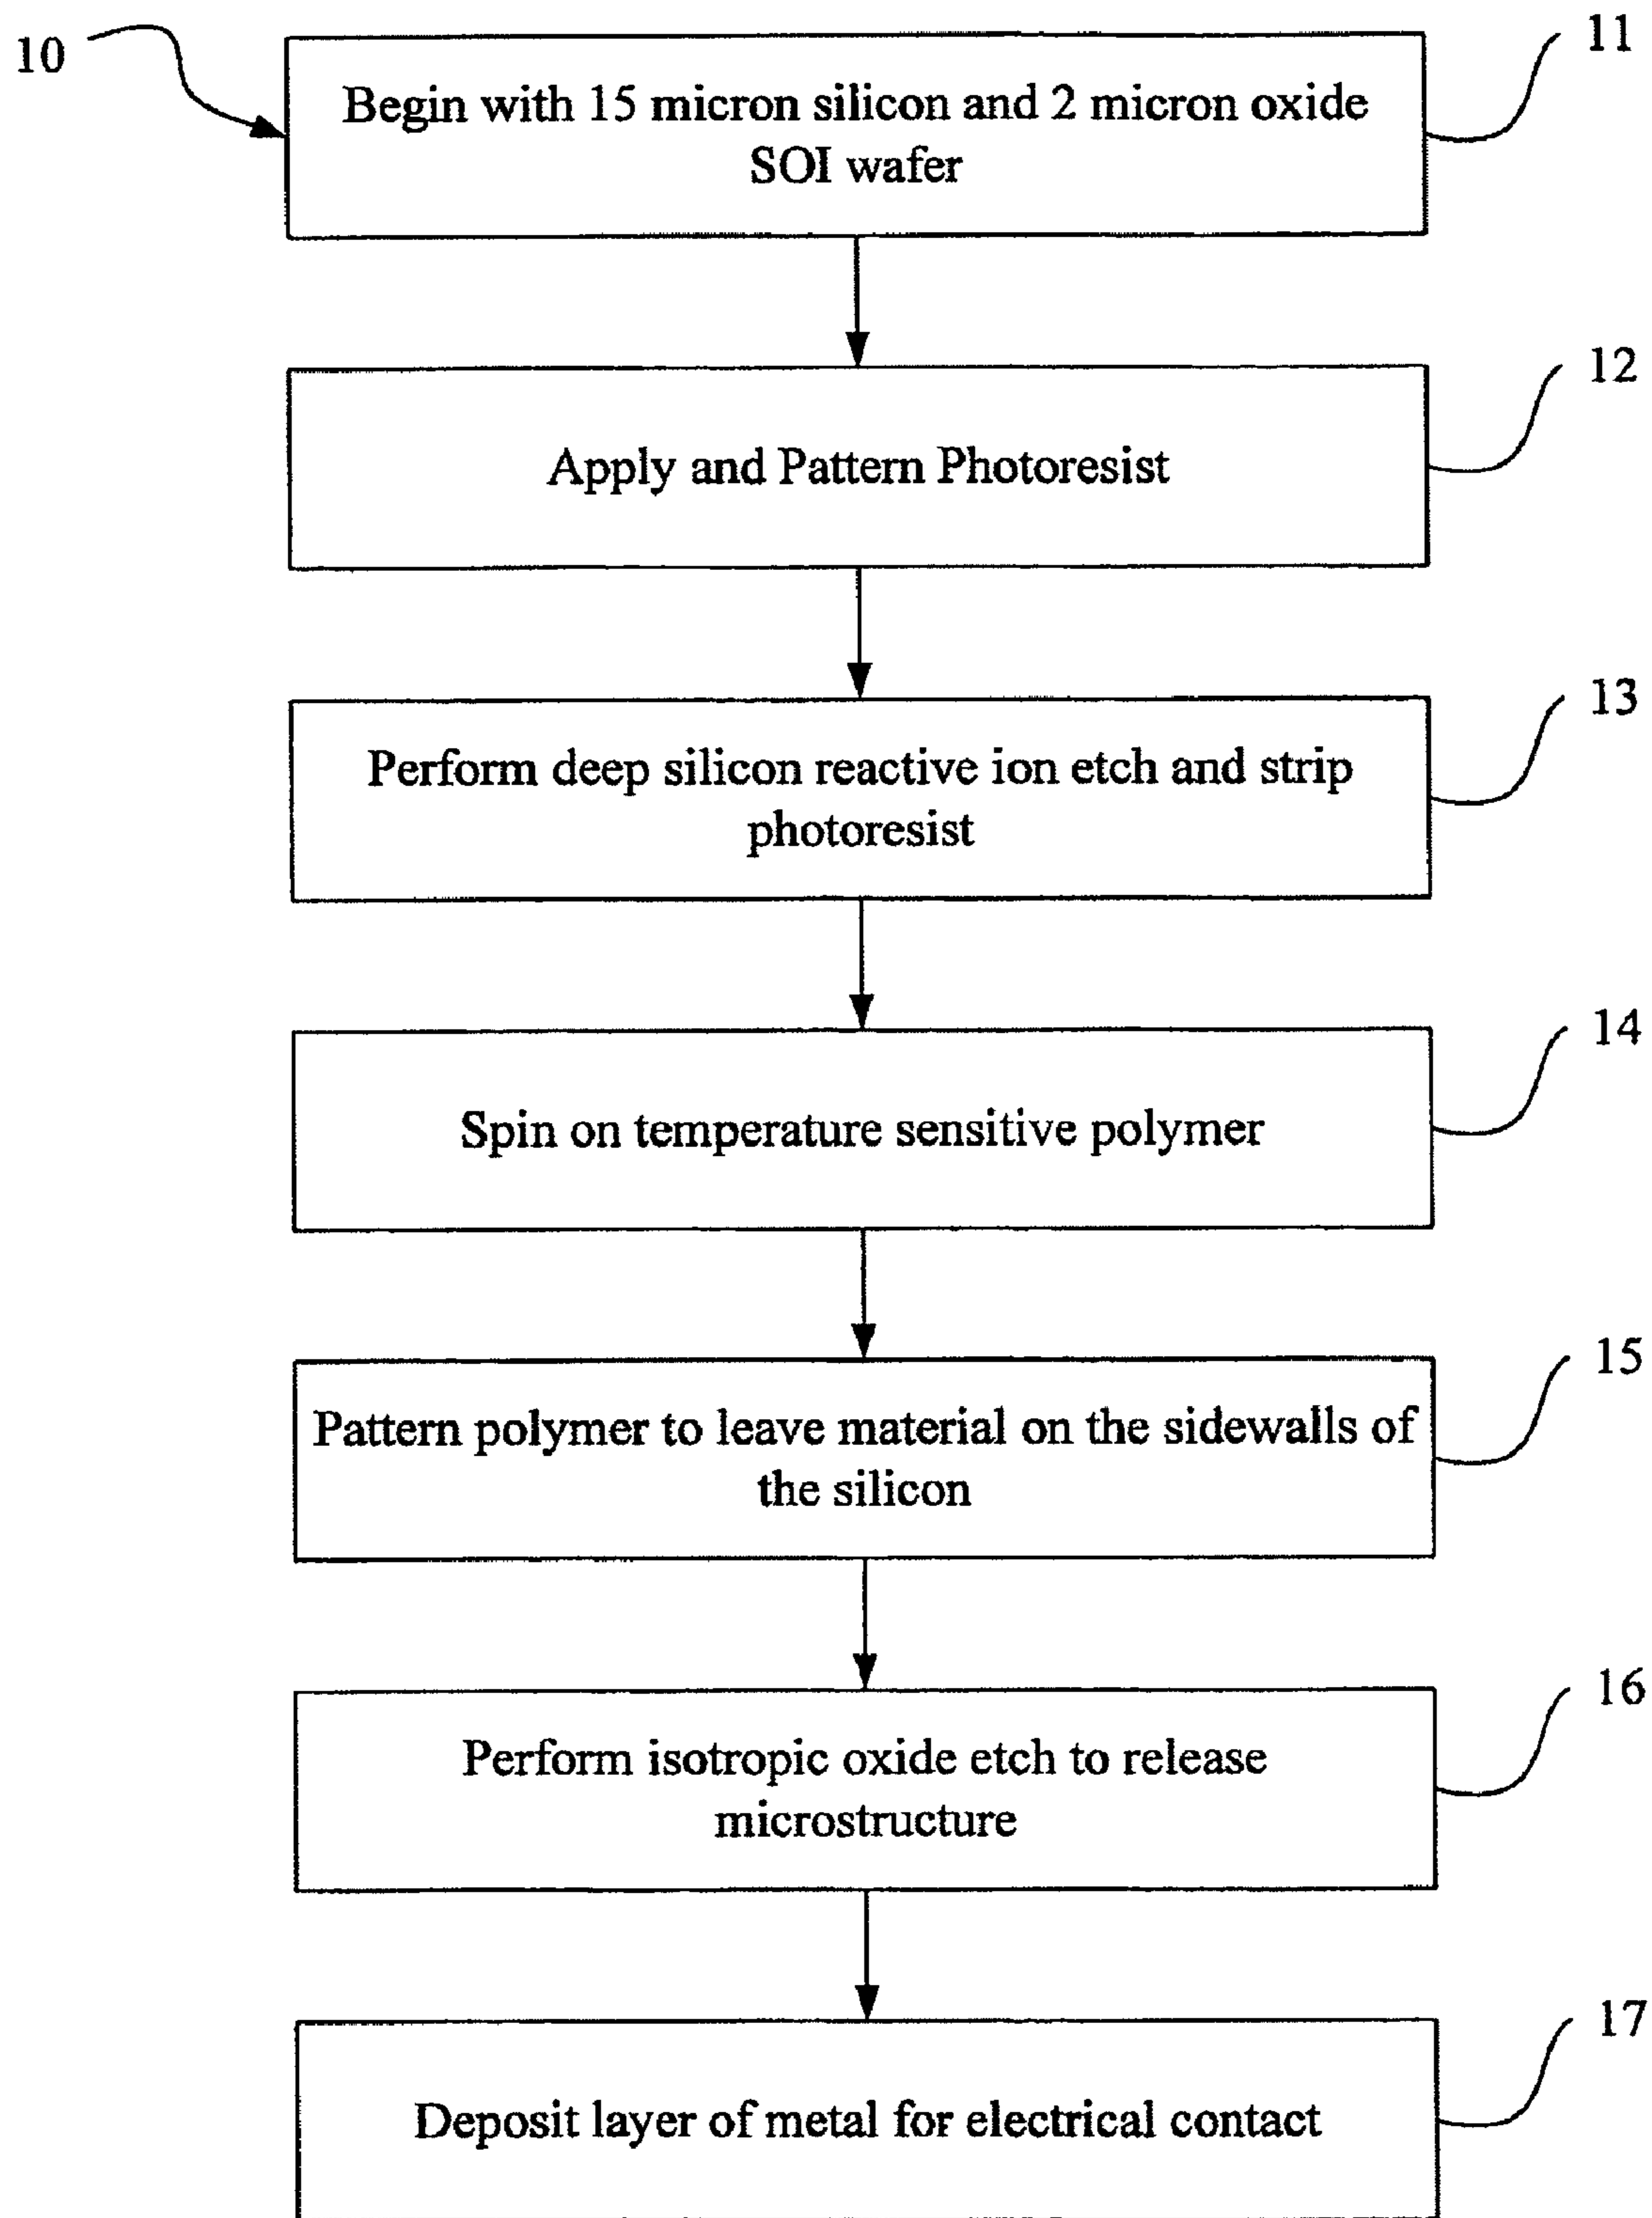 10
11
Begin with 15 micron silicon and 2 micron oxide
SOI wafer
12
Apply and Pattern Photoresist
13
Perform deep silicon reactive ion etch and strip
photoresist
14
Spin on temperature sensitive polymer
15
Pattern polymer to leave material on the sidewalls of
the silicon
16
Perform isotropic oxide etch to release
microstructure
17
Deposit layer of metal for electrical contact